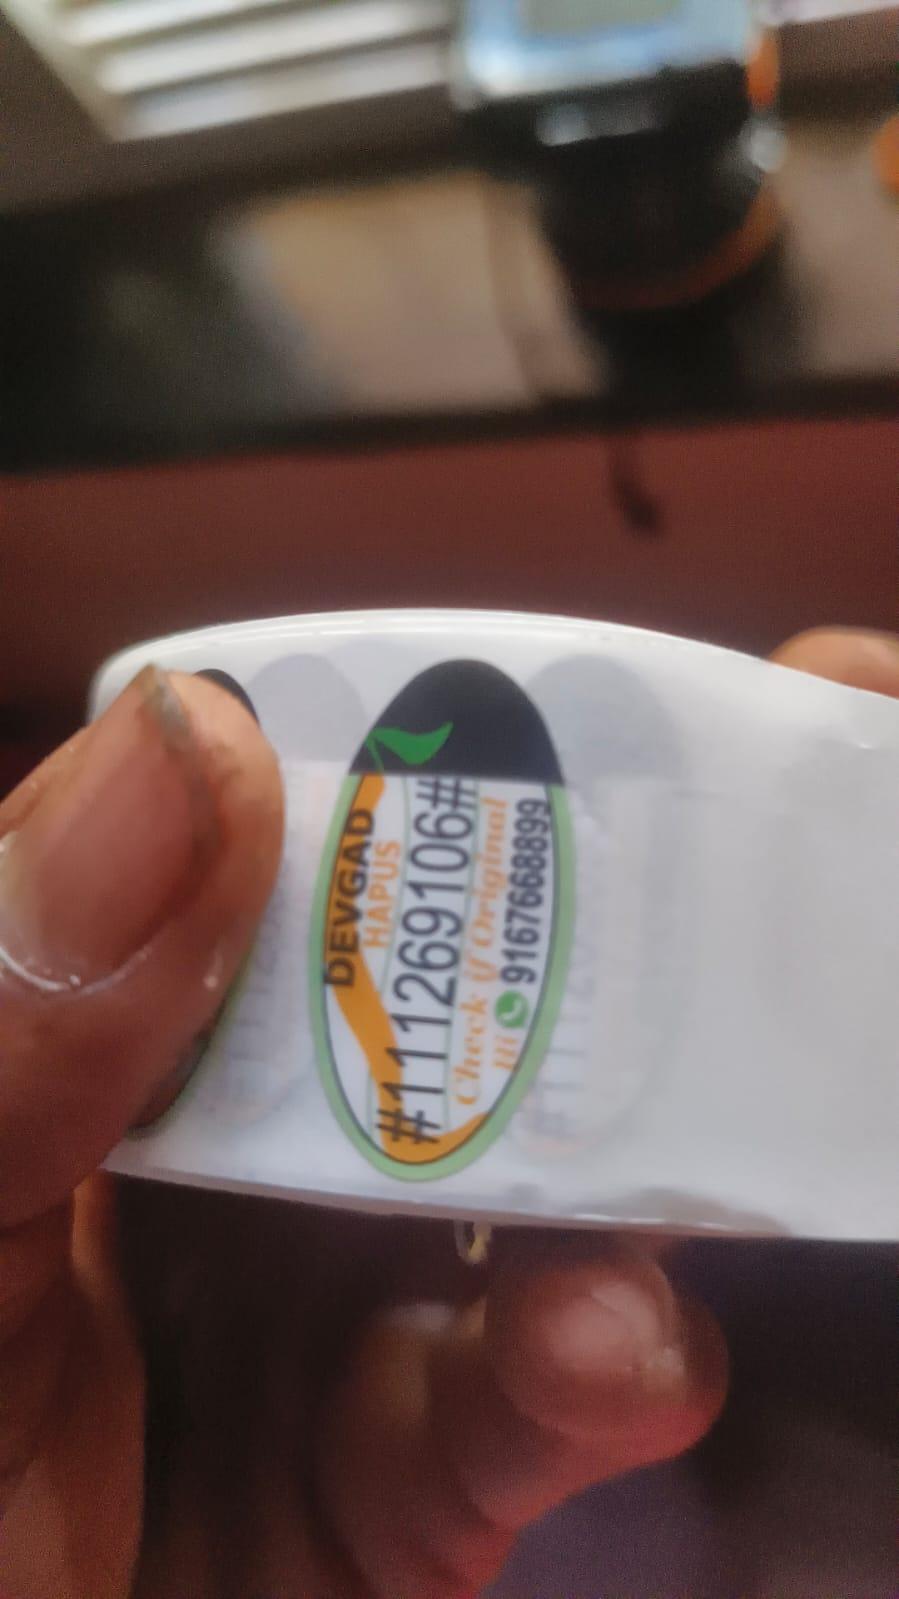 DEVGAD
HAPUS
#111269106#
Check if Original
Hi 9167668899